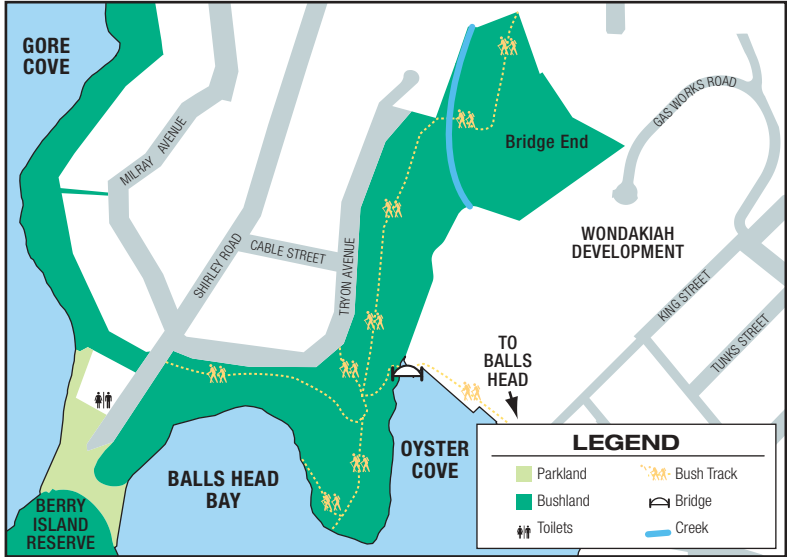 GORE
COVE
MILRAY AVENUE
GAS WORKS ROAD
Bridge End
SHIRLEY ROAD
CABLE STREET
TRYON AVENUE
WONDAKIAH
DEVELOPMENT
KING STREET
TUNKS STREET
TO
BALLS
HEAD
OYSTER
COVE
BALLS HEAD
BAY
BERRY
ISLAND
RESERVE
LEGEND
Parkland
Bush Track
Bushland
Bridge
Toilets
Creek